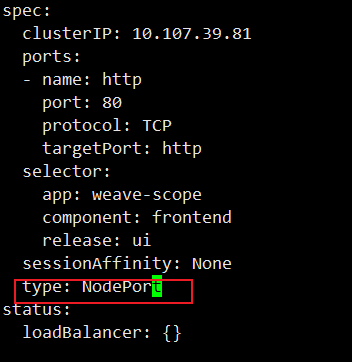 spec:
  clusterIP: 10.107.39.81
  ports:
  - name: http
    port: 80
    protocol: TCP
    targetPort: http
  selector:
    app: weave-scope
    component: frontend
    release: ui
  sessionAffinity: None
  type: NodePort
status:
  loadBalancer: {}